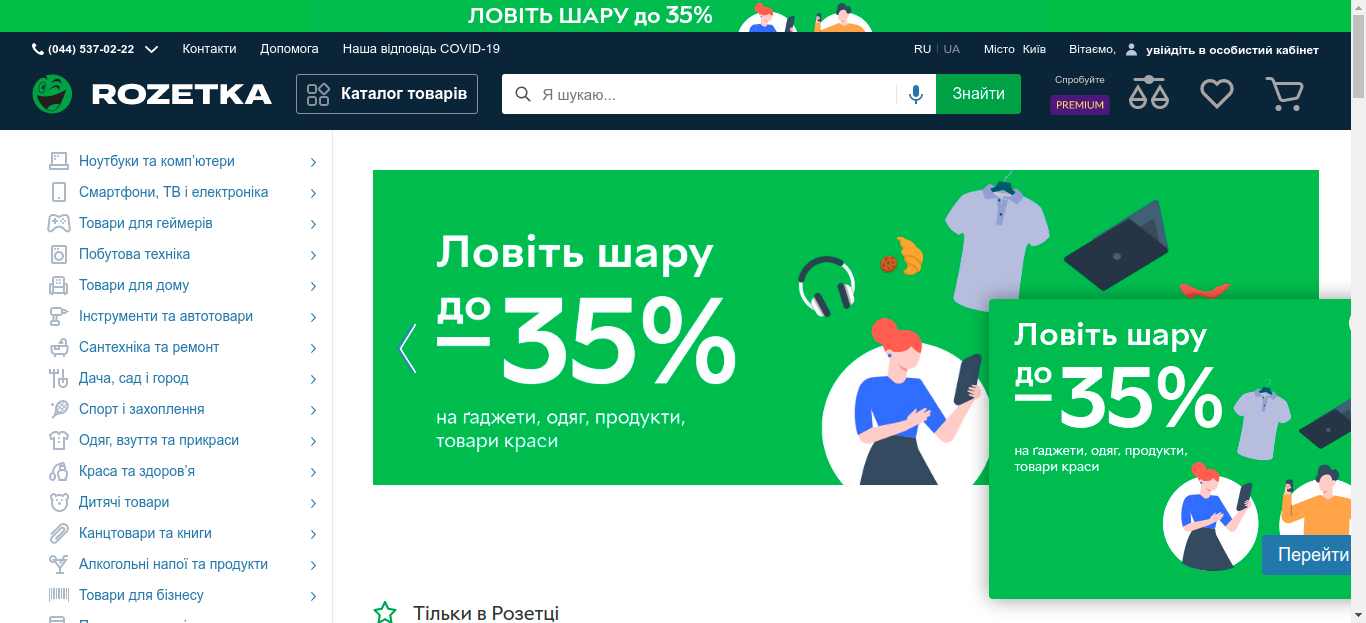 ЛОВІТЬ ШАРУ до 35%
(044) 537-02-22 Контакти Допомога Наша відповідь COVID-19 RU UA Місто Київ Вітаємо, увійдіть в особистий кабінет
ROZETKA Каталог товарів Я шукаю... Знайти
Спробуйте
PREMIUM
Ноутбуки та комп'ютери
Смартфони, ТВ і електроніка
Товари для геймерів
Побутова техніка
Товари для дому
Інструменти та автотовари
Сантехніка та ремонт
Дача, сад і город
Спорт і захоплення
Одяг, взуття та прикраси
Краса та здоров'я
Дитячі товари
Канцтовари та книги
Алкогольні напої та продукти
Товари для бізнесу
Ловіть шару
до
–35%
на ґаджети, одяг, продукти,
товари краси
Ловіть шару
до
–35%
на ґаджети, одяг, продукти,
товари краси
Перейти
Тільки в Розетці